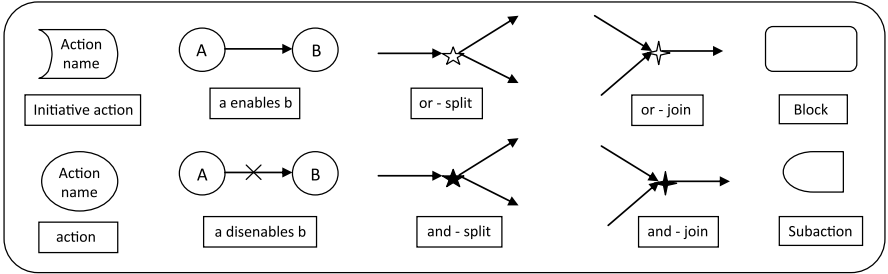 Action
name
A
B
Initiative action
a enables b
or - split
or - join
Block
Action
name
A
B
action
a disenables b
and - split
and - join
Subaction